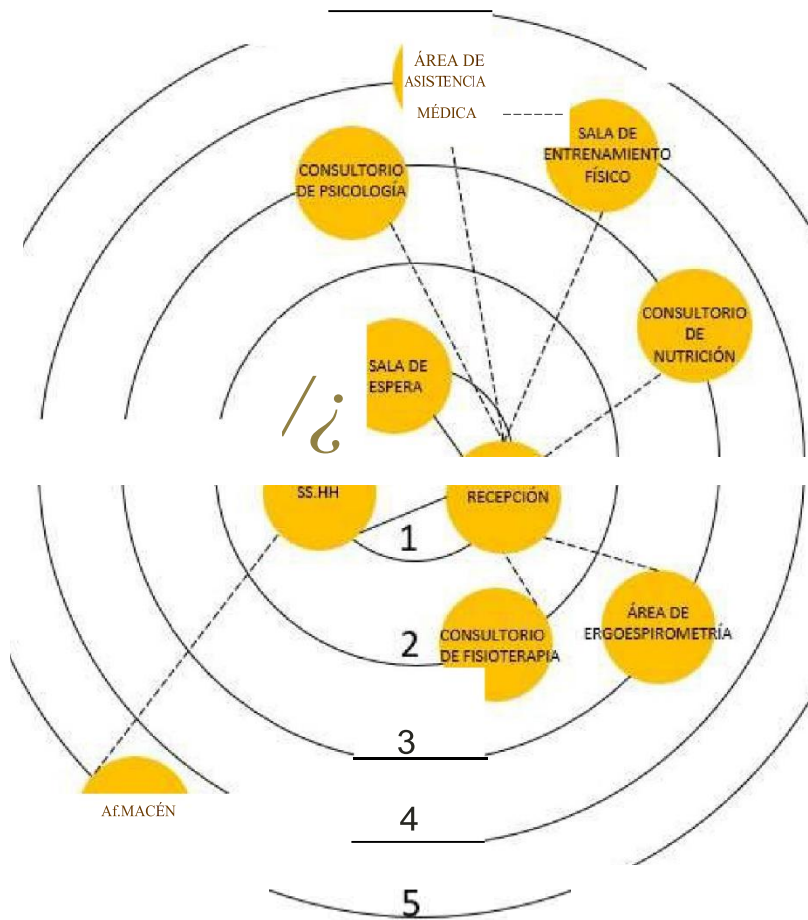 ÁREA DE
ASISTENCIA
MÉDICA
SALA DE
ENTRENAMIENTO
FÍSICO
CONSULTORIO
DE PSICOLOGÍA
CONSULTORIO
DE
NUTRICIÓN
SALA DE
ESPERA
/¿
SS.HH
RECEPCIÓN
1
CONSULTORIO
DE FISIOTERAPIA
ÁREA DE
ERGOESPIROMETRÍA
2
3
Af.MACÉN
4
5